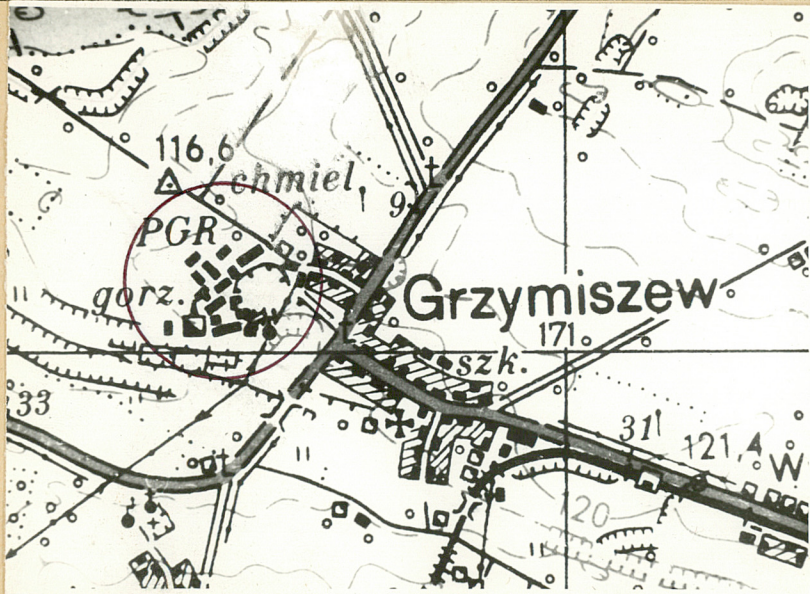 116,6
chmiel.
9
PGR
gorz.
Grzymiszew
171
szk.
33
31
121,4
W
120